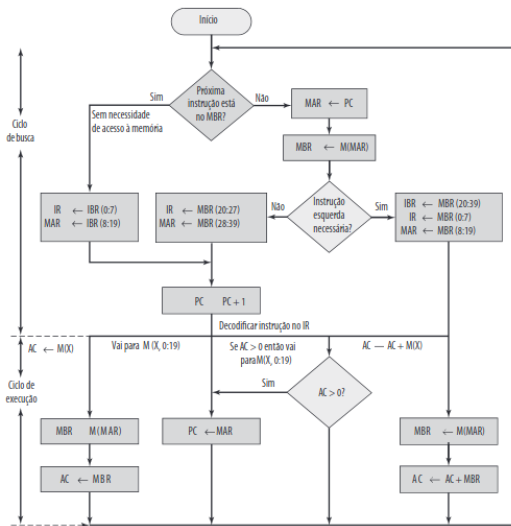 Início
Próxima
instrução está
no MBR?
Sim
Não
Sem necessidade
de acesso à memória
MAR ← PC
MBR ← M(MAR)
Ciclo
de busca
IR ← IBR (0:7)
MAR ← IBR (8:19)
IR ← MBR (20:27)
MAR ← MBR (28:39)
Não
Instrução
esquerda
necessária?
Sim
IBR ← MBR (20:39)
IR ← MBR (0:7)
MAR ← MBR (8:19)
PC PC + 1
Decodificar instrução no IR
AC ← M(X)
Vai para M (X, 0:19)
Se AC > 0 então vai
para M(X, 0:19)
AC — AC + M(X)
Sim
AC > 0?
Ciclo de
execução
MBR M(MAR)
PC ← MAR
MBR ← M(MAR)
AC ← MBR
AC ← AC + MBR